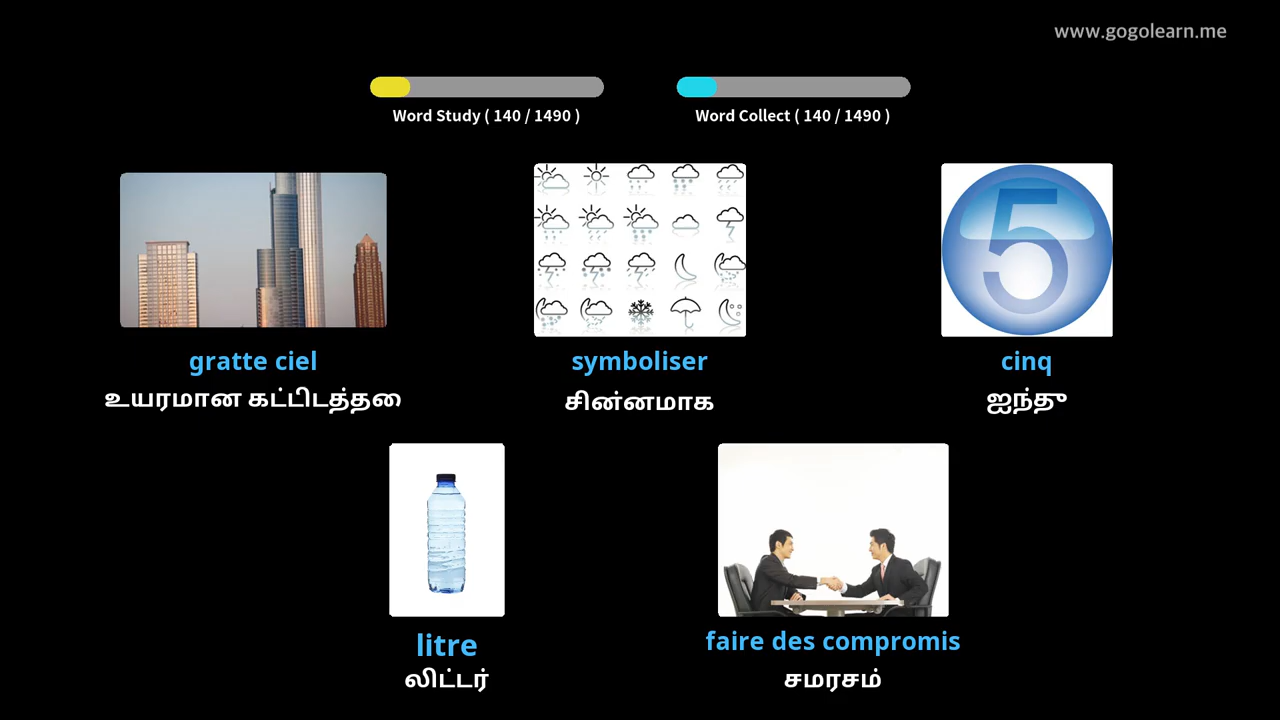 www.gogolearn.me
Word Study ( 140 / 1490 )
Word Collect ( 140 / 1490 )
5
gratte ciel
symboliser
cinq
உயரமான கட்டிடத்தை
சின்னமாக
ஐந்து
litre
faire des compromis
லிட்டர்
சமரசம்